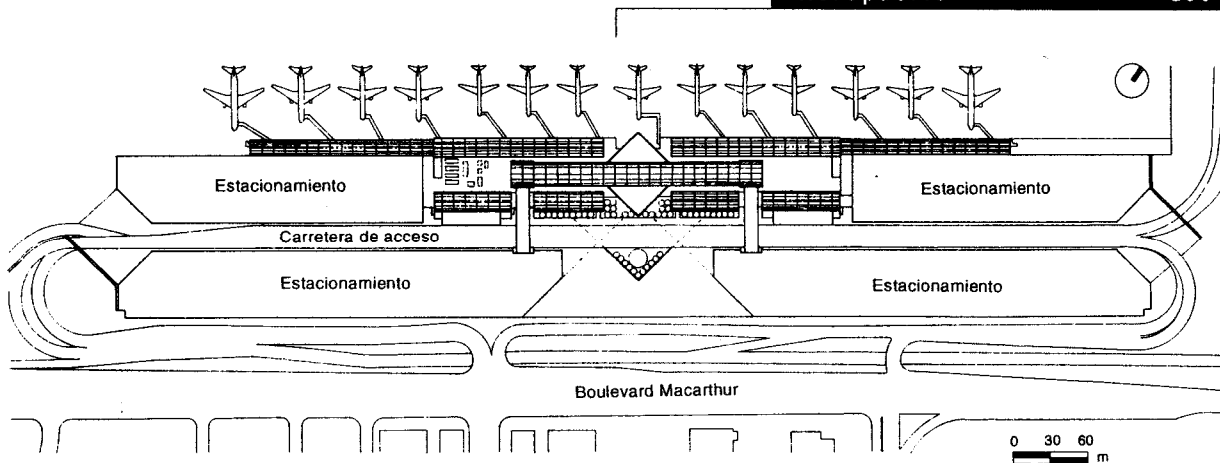 Estacionamiento
Estacionamiento
Carretera de acceso
Estacionamiento
Estacionamiento
Boulevard Macarthur
0 30 60
m